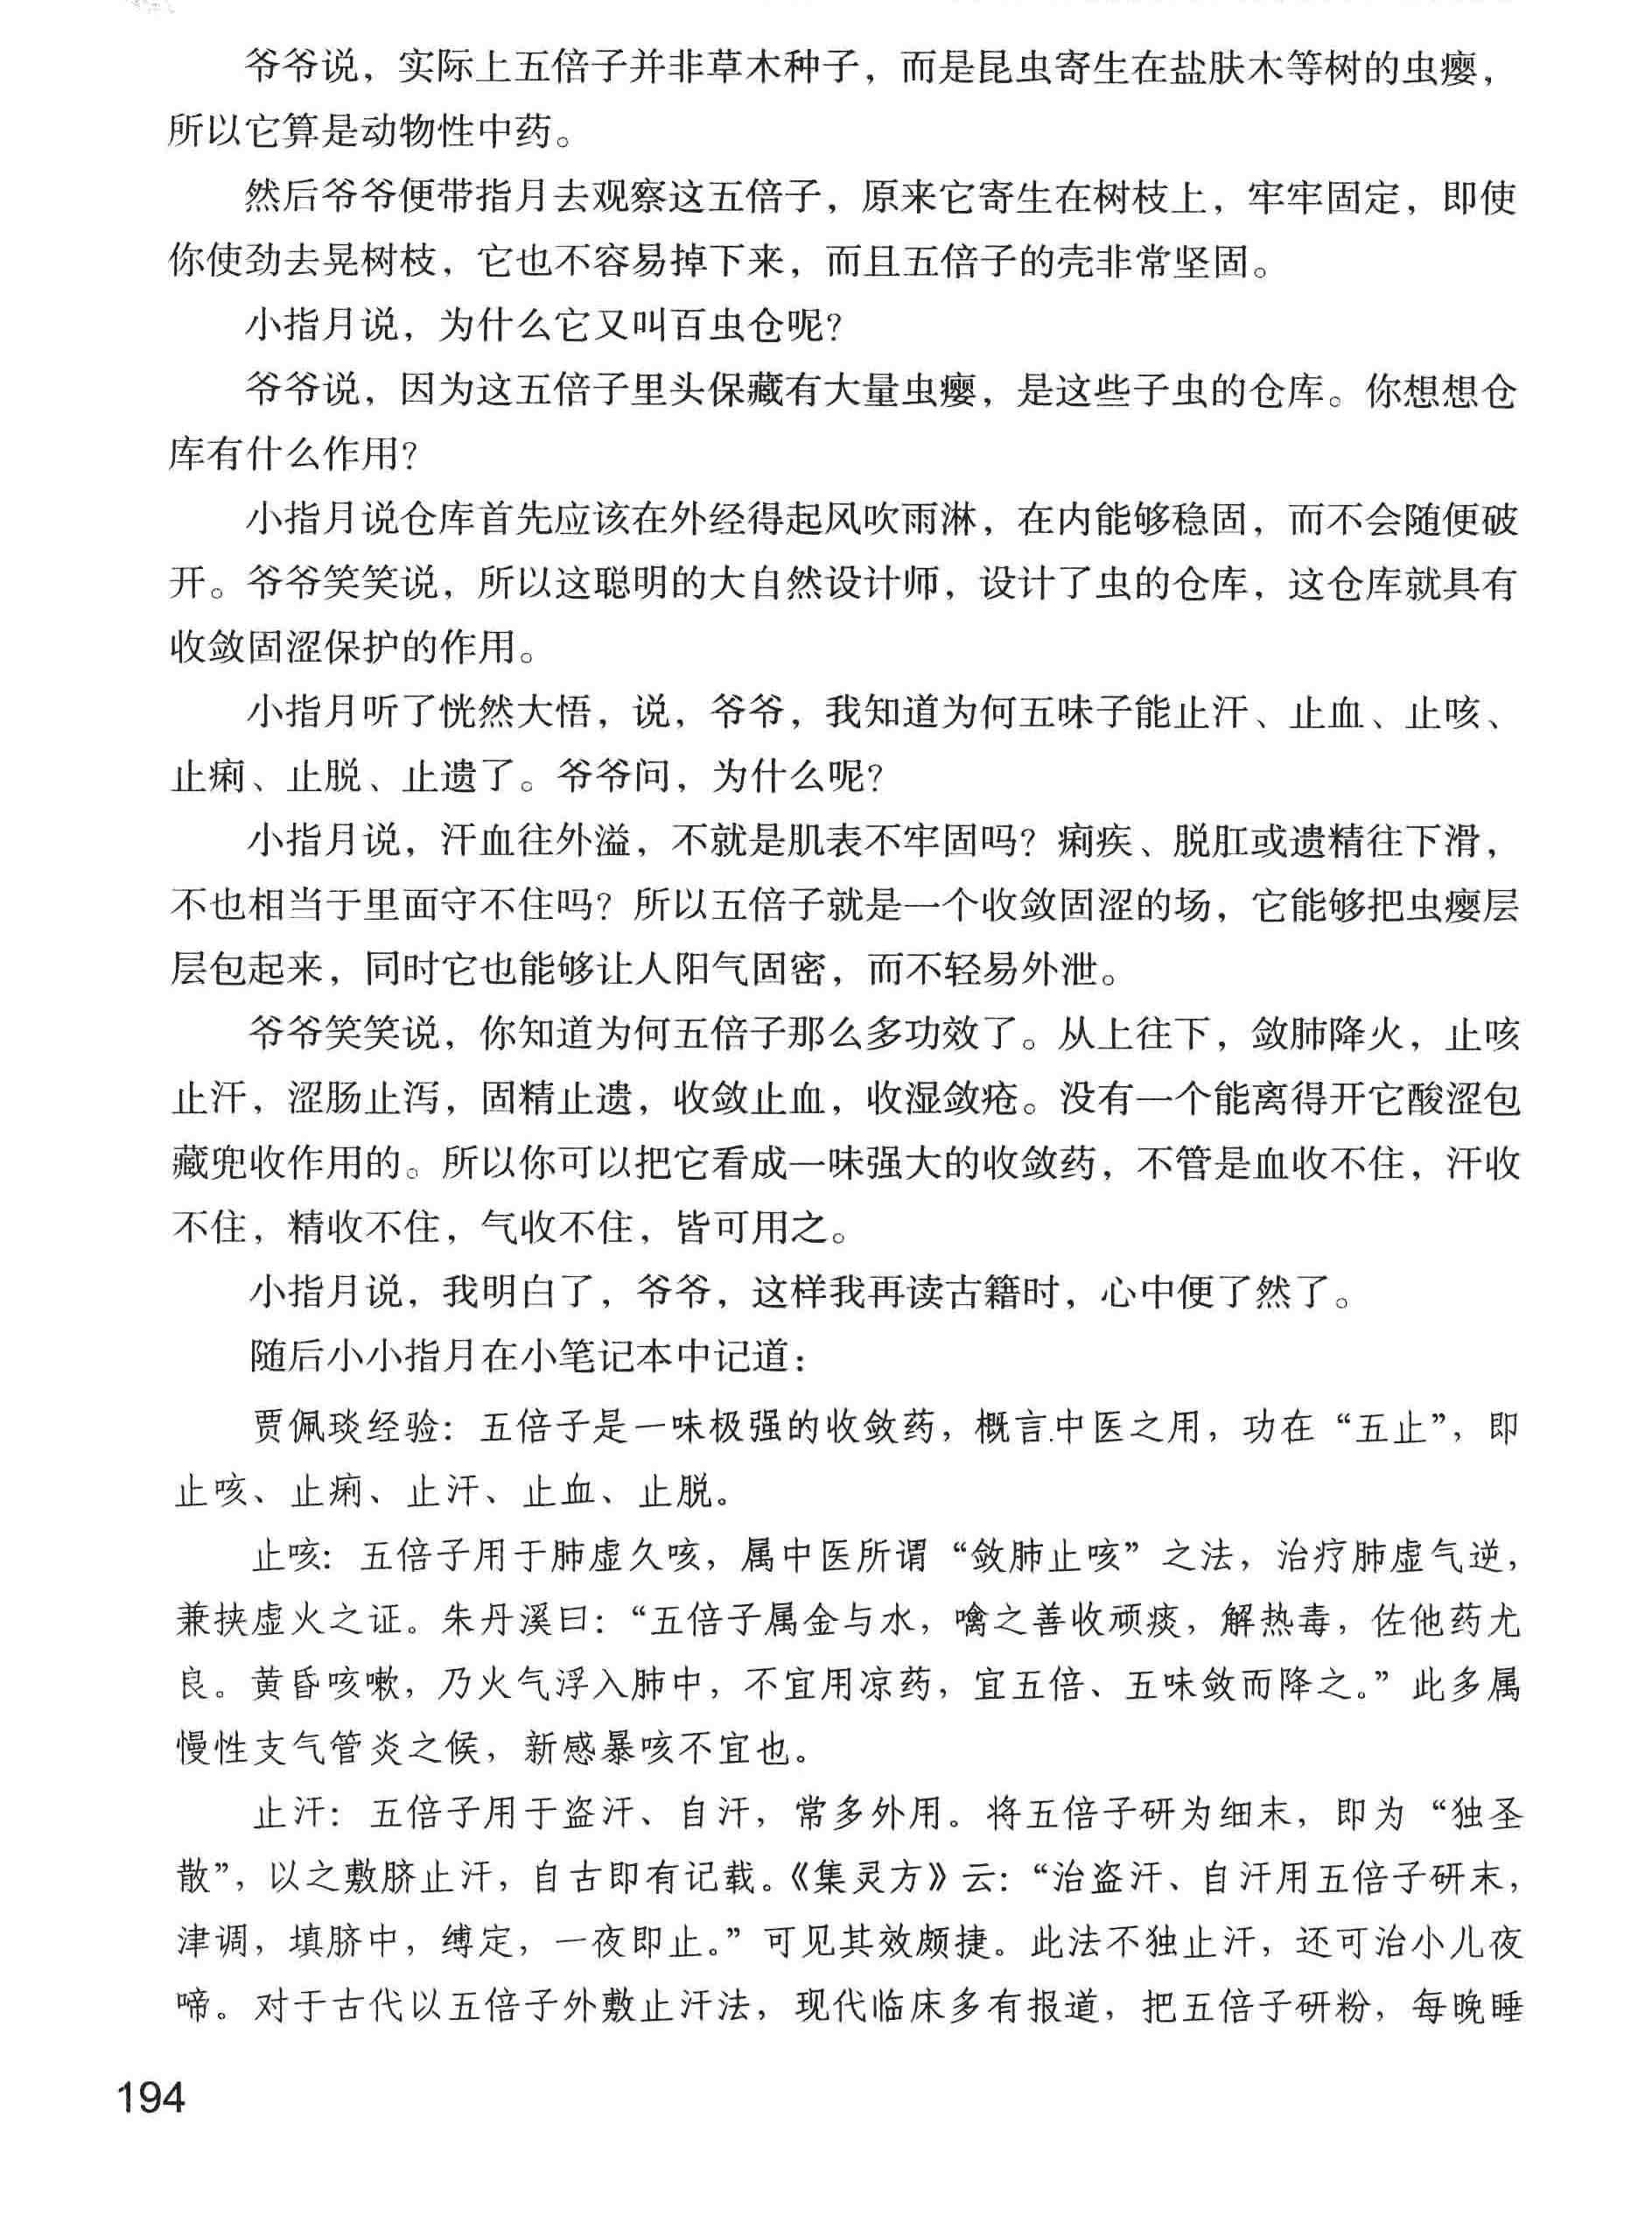 爷爷说，实际上五倍子并非草木种子，而是昆虫寄生在盐肤木等树的虫瘿，
所以它算是动物性中药。
然后爷爷便带指月去观察这五倍子，原来它寄生在树枝上，牢牢固定，即使
你使劲去晃树枝，它也不容易掉下来，而且五倍子的壳非常坚固。
小指月说，为什么它又叫百虫仓呢？
爷爷说，因为这五倍子里头保藏有大量虫瘿，是这些子虫的仓库。你想想仓
库有什么作用？
小指月说仓库首先应该在外经得起风吹雨淋，在内能够稳固，而不会随便破
开。爷爷笑笑说，所以这聪明的大自然设计师，设计了虫的仓库，这仓库就具有
收敛固涩保护的作用。
小指月听了恍然大悟，说，爷爷，我知道为何五味子能止汗、止血、止咳、
止痢、止脱、止遗了。爷爷问，为什么呢？
小指月说，汗血往外溢，不就是肌表不牢固吗？痢疾、脱肛或遗精往下滑，
不也相当于里面守不住吗？所以五倍子就是一个收敛固涩的场，它能够把虫瘿层
层包起来，同时它也能够让人阳气固密，而不轻易外泄。
爷爷笑笑说，你知道为何五倍子那么多功效了。从上往下，敛肺降火，止咳
止汗，涩肠止泻，固精止遗，收敛止血，收湿敛疮。没有一个能离得开它酸涩包
藏兜收作用的。所以你可以把它看成一味强大的收敛药，不管是血收不住，汗收
不住，精收不住，气收不住，皆可用之。
小指月说，我明白了，爷爷，这样我再读古籍时，心中便了然了。
随后小小指月在小笔记本中记道：
贾佩琰经验：五倍子是一味极强的收敛药，概言中医之用，功在“五止”，即
止咳、止痢、止汗、止血、止脱。
止咳：五倍子用于肺虚久咳，属中医所谓“敛肺止咳”之法，治疗肺虚气逆，
兼挟虚火之证。朱丹溪曰：“五倍子属金与水，噙之善收顽痰，解热毒，佐他药尤
良。黄昏咳嗽，乃火气浮入肺中，不宜用凉药，宜五倍、五味敛而降之。”此多属
慢性支气管炎之候，新感暴咳不宜也。
止汗：五倍子用于盗汗、自汗，常多外用。将五倍子研为细末，即为“独圣
散”，以之敷脐止汗，自古即有记载。《集灵方》云：“治盗汗、自汗用五倍子研末，
津调，填脐中，缚定，一夜即止。”可见其效颇捷。此法不独止汗，还可治小儿夜
啼。对于古代以五倍子外敷止汗法，现代临床多有报道，把五倍子研粉，每晚睡
194